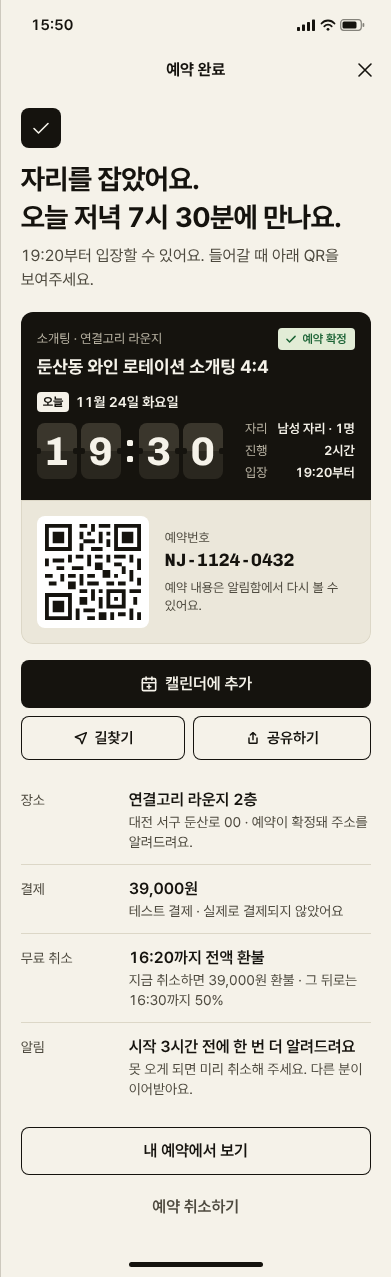 15:50
예약 완료
자리를 잡았어요.
오늘 저녁 7시 30분에 만나요.
19:20부터 입장할 수 있어요. 들어갈 때 아래 QR을
보여주세요.
소개팅 · 연결고리 라운지
예약 확정
둔산동 와인 로테이션 소개팅 4:4
오늘 11월 24일 화요일
19:30
자리 남성 자리 · 1명
진행 2시간
입장 19:20부터
예약번호
NJ-1124-0432
예약 내용은 알림함에서 다시 볼 수
있어요.
캘린더에 추가
길찾기
공유하기
장소
연결고리 라운지 2층
대전 서구 둔산로 00 · 예약이 확정돼 주소를
알려드려요.
결제
39,000원
테스트 결제 · 실제로 결제되지 않았어요
무료 취소
16:20까지 전액 환불
지금 취소하면 39,000원 환불 · 그 뒤로는
16:30까지 50%
알림
시작 3시간 전에 한 번 더 알려드려요
못 오게 되면 미리 취소해 주세요. 다른 분이
이어받아요.
내 예약에서 보기
예약 취소하기